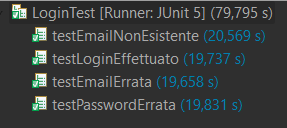 LoginTest [Runner: JUnit 5] (79,795 s)
testEmailNonEsistente (20,569 s)
testLoginEffettuato (19,737 s)
testEmailErrata (19,658 s)
testPasswordErrata (19,831 s)